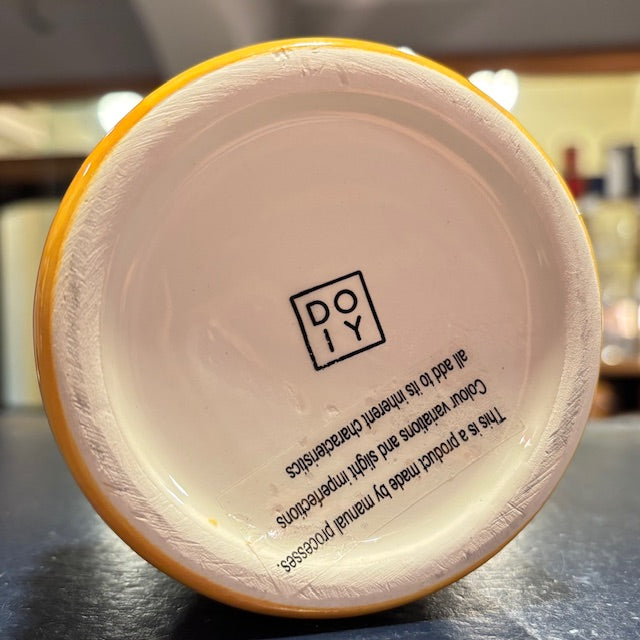 DO
IY
This is a product made by manual processes.
Colour variations and slight imperfections
all add to its inherent characteristics